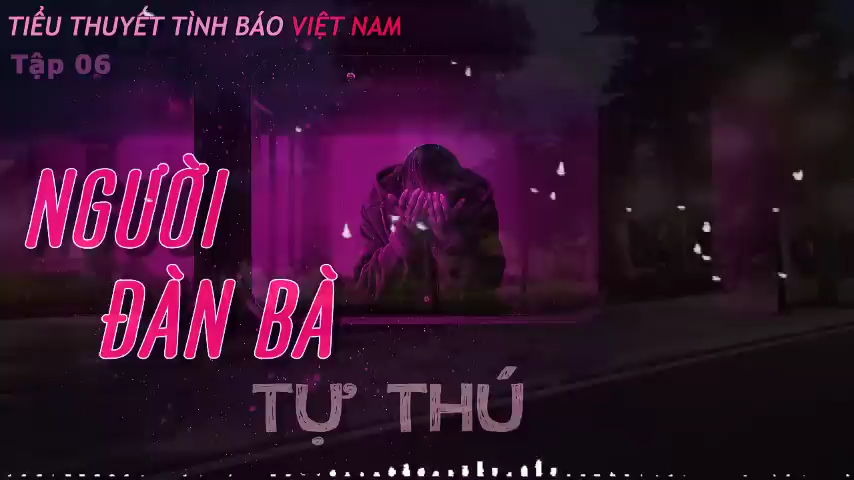 TIỂU THUYẾT TÌNH BÁO VIỆT NAM
Tập 06
NGƯỜI
ĐÀN BÀ
TỰ THÚ